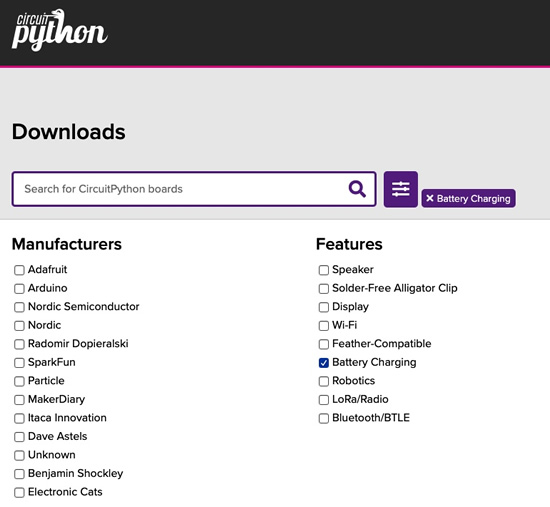 circuit
python
Downloads
Search for CircuitPython boards
× Battery Charging
Manufacturers
Adafruit
Arduino
Nordic Semiconductor
Nordic
Radomir Dopieralski
SparkFun
Particle
MakerDiary
Itaca Innovation
Dave Astels
Unknown
Benjamin Shockley
Electronic Cats
Features
Speaker
Solder-Free Alligator Clip
Display
Wi-Fi
Feather-Compatible
Battery Charging
Robotics
LoRa/Radio
Bluetooth/BTLE